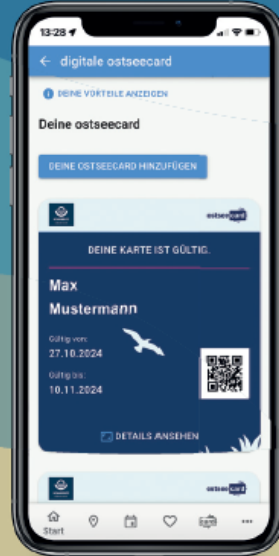 13:28
digitale ostseecard
DEINE VORTEILE ANZEIGEN
Deine ostseecard
DEINE OSTSEECARD HINZUFÜGEN
ostseecard
DEINE KARTE IST GÜLTIG.
Max
Mustermann
Gültig von:
27.10.2024
Gültig bis:
10.11.2024
DETAILS ANSEHEN
ostseecard
Start